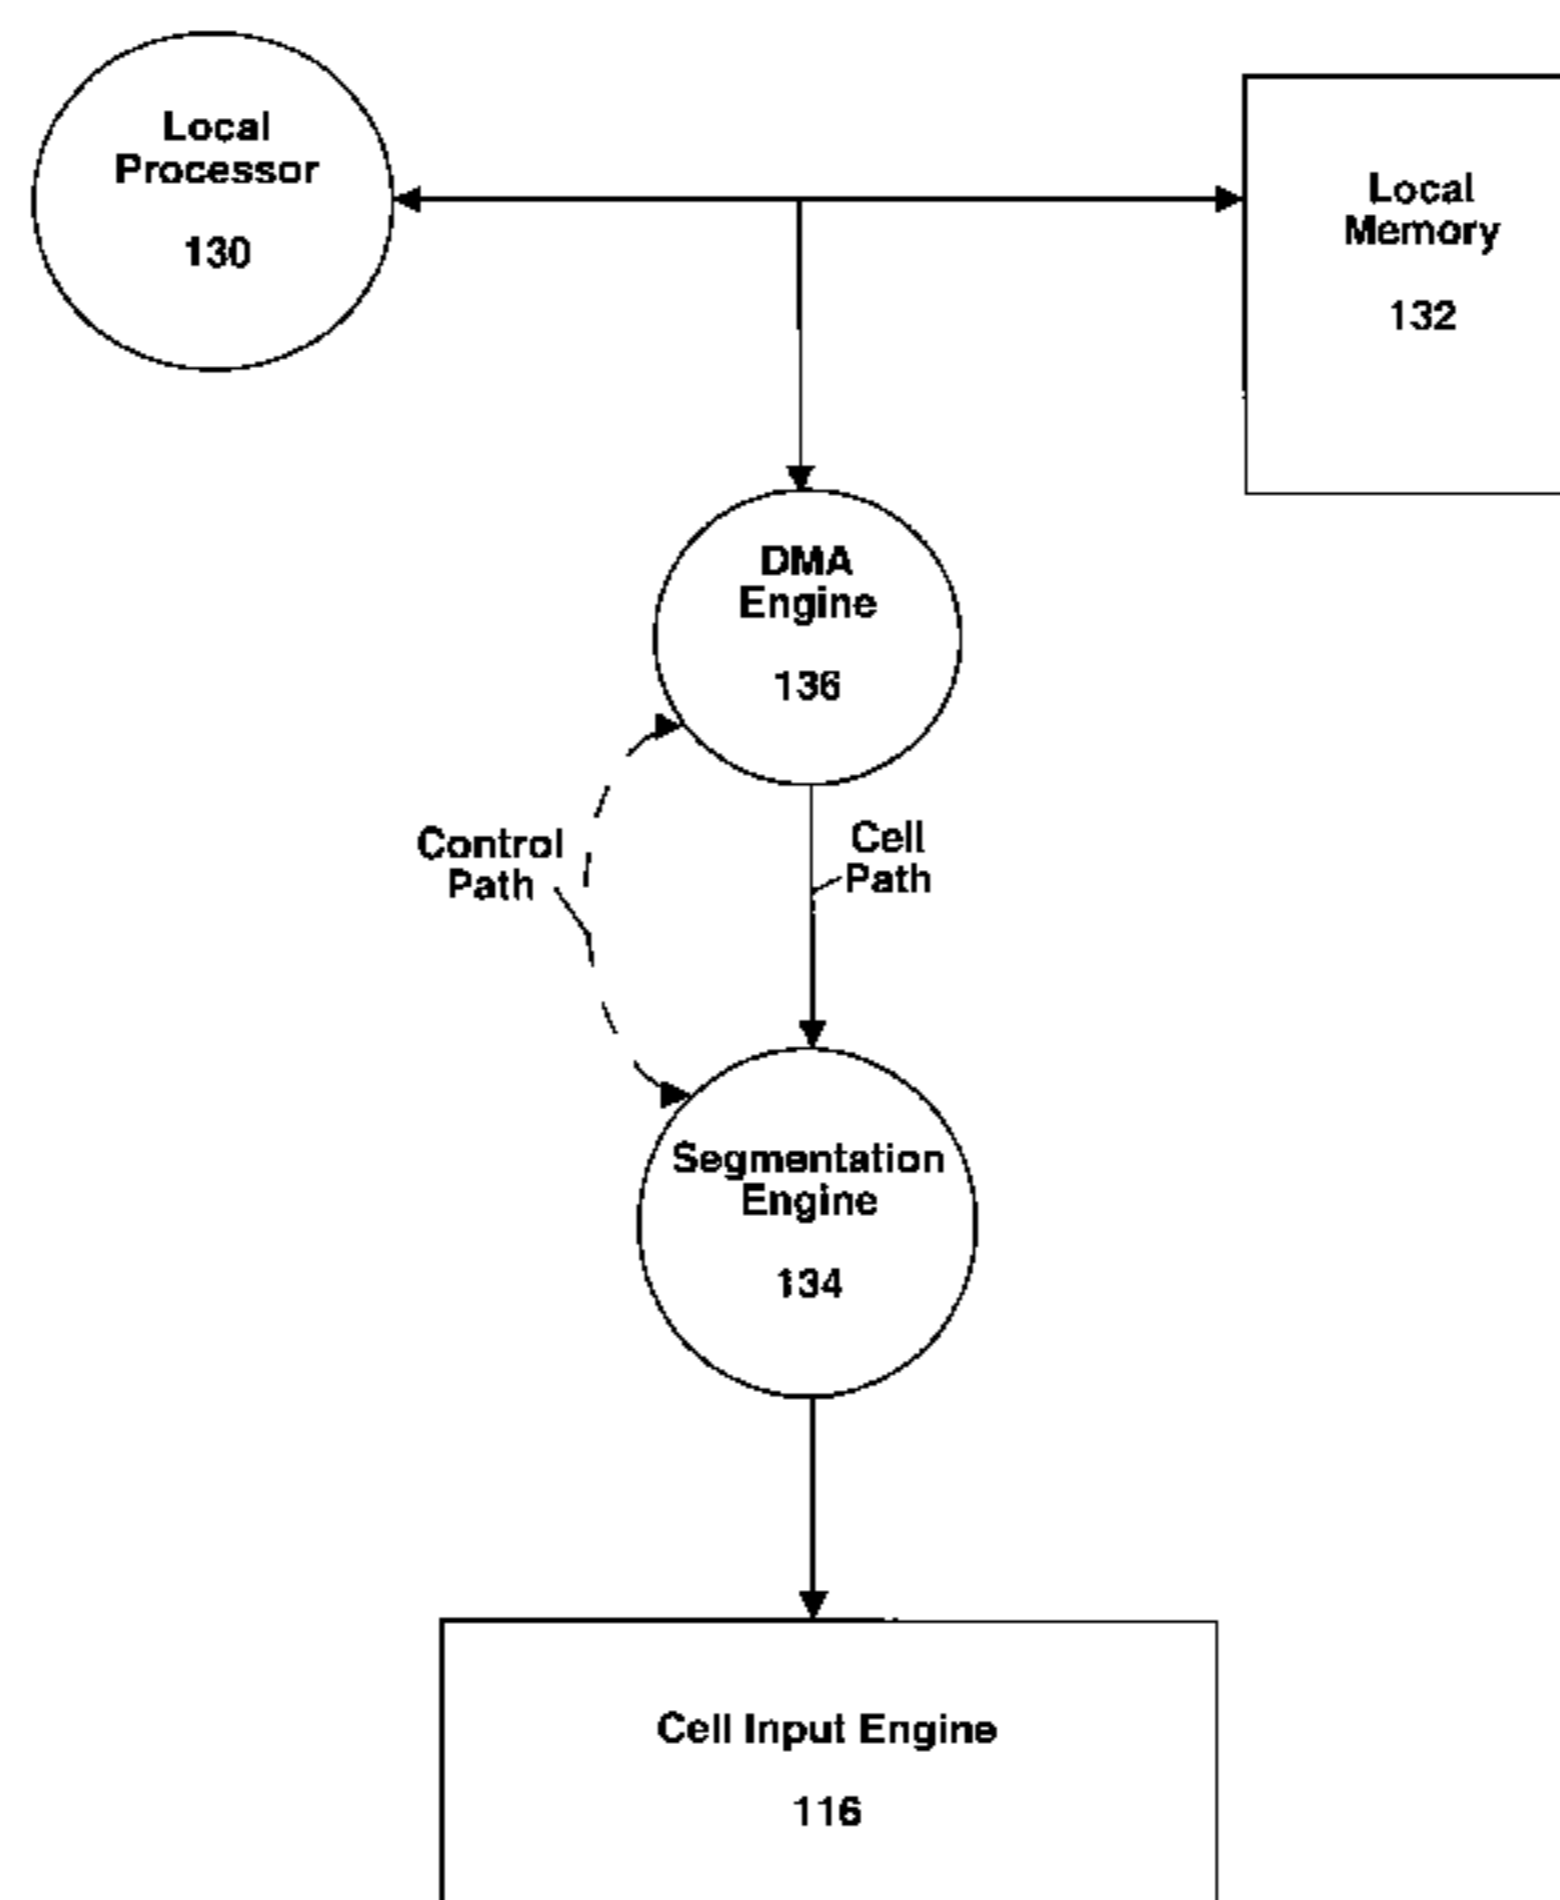 Local
Processor
130
Local
Memory
132
DMA
Engine
136
Control
Path
Cell
Path
Segmentation
Engine
134
Cell Input Engine
116